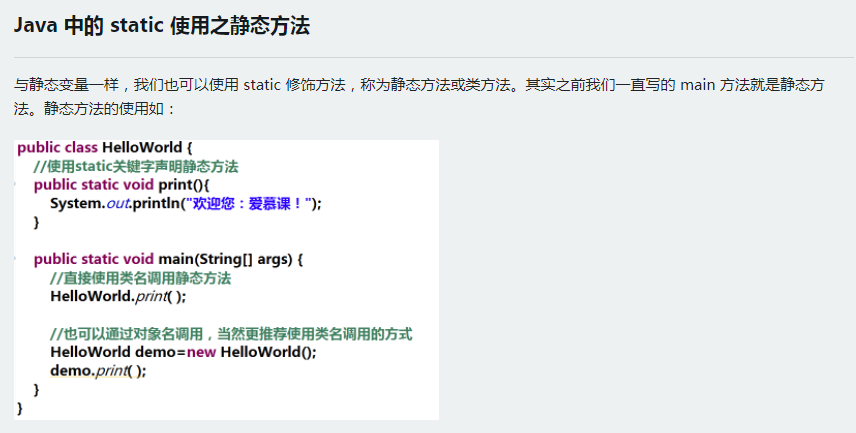 Java 中的 static 使用之静态方法
与静态变量一样，我们也可以使用 static 修饰方法，称为静态方法或类方法。其实之前我们一直写的 main 方法就是静态方
法。静态方法的使用如：
public class HelloWorld {
//使用static关键字声明静态方法
public static void print(){
System.out.println("欢迎您：爱慕课！");
}
public static void main(String[] args) {
//直接使用类名调用静态方法
HelloWorld.print( );
//也可以通过对象名调用，当然更推荐使用类名调用的方式
HelloWorld demo=new HelloWorld();
demo.print( );
}
}